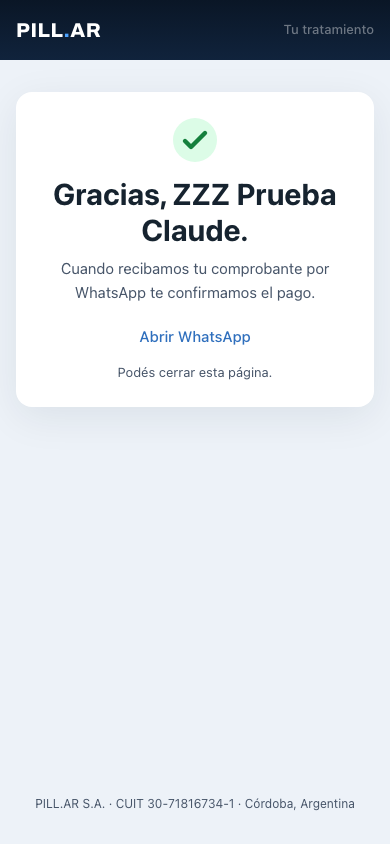 PILL.AR
Tu tratamiento
Gracias, ZZZ Prueba
Claude.
Cuando recibamos tu comprobante por
WhatsApp te confirmamos el pago.
Abrir WhatsApp
Podés cerrar esta página.
PILL.AR S.A. · CUIT 30-71816734-1 · Córdoba, Argentina